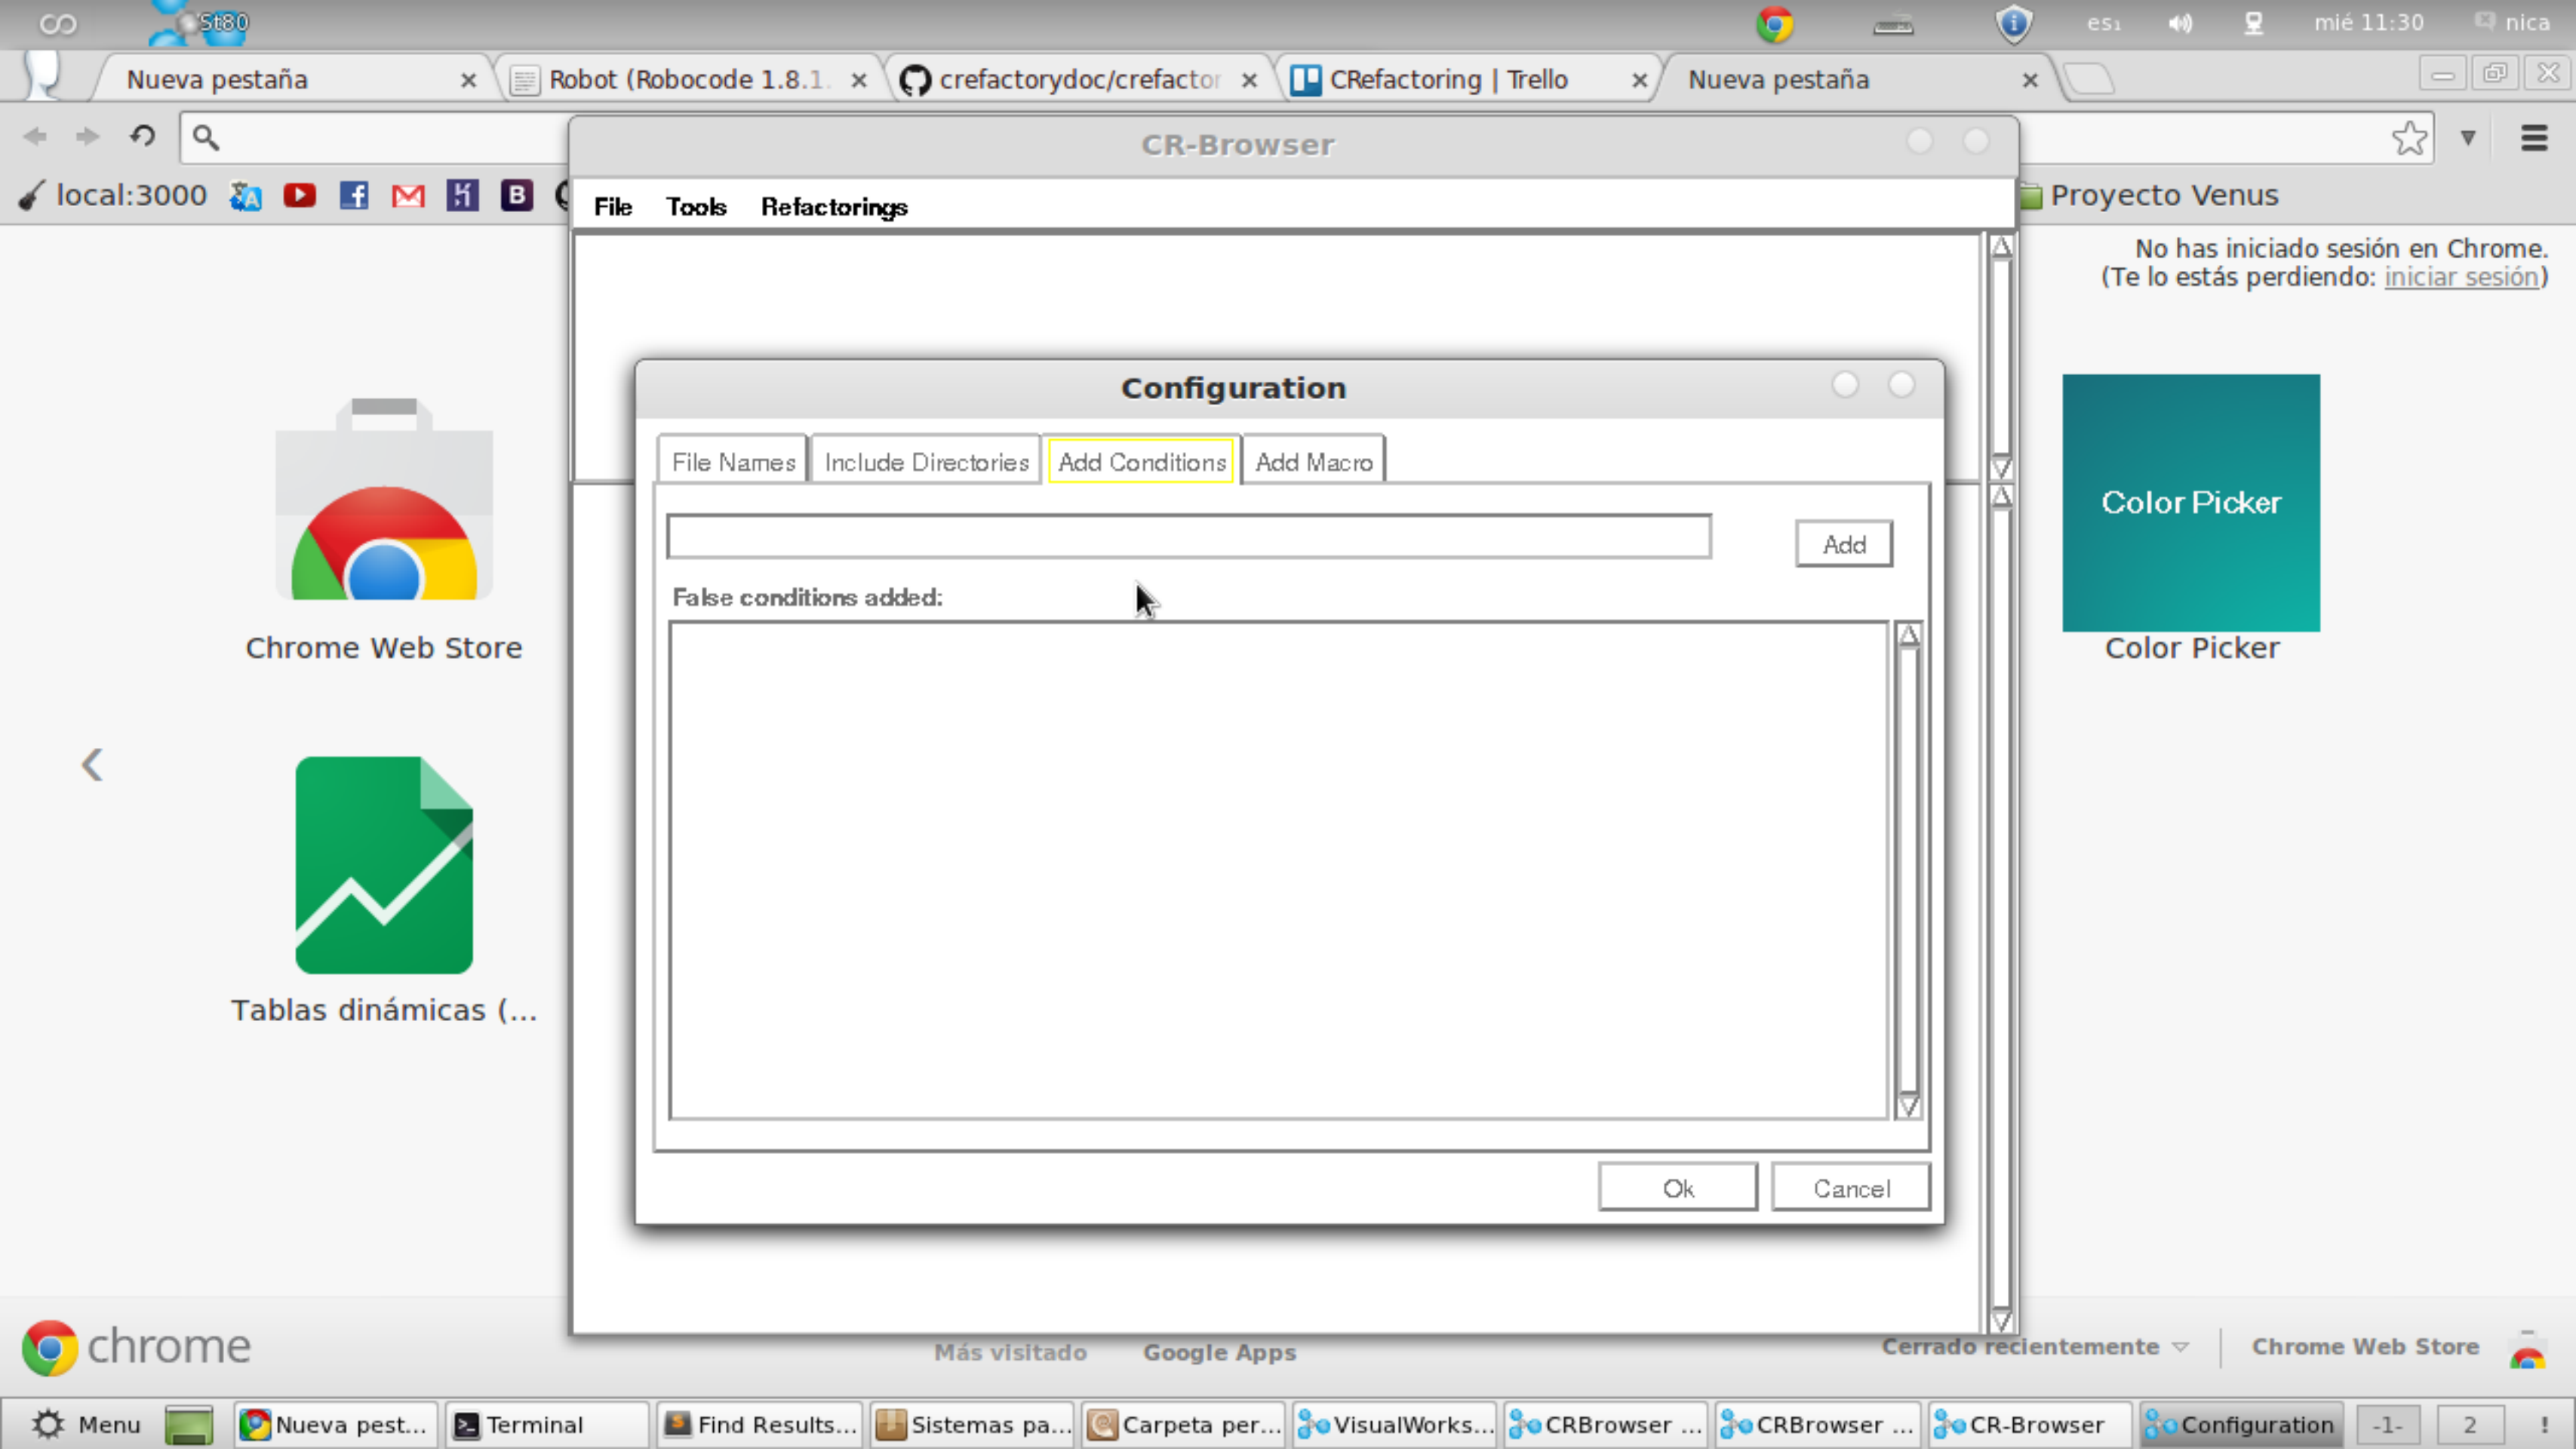 St80 es1 mié 11:30 nica
Nueva pestaña Robot (Robocode 1.8.1. crefactorydoc/crefactor CRefactoring | Trello Nueva pestaña
CR-Browser
local:3000 Proyecto Venus
File Tools Refactorings
No has iniciado sesión en Chrome.
(Te lo estás perdiendo: iniciar sesión)
Configuration
File Names Include Directories Add Conditions Add Macro
Add
False conditions added:
Color Picker
Chrome Web Store
Color Picker
Tablas dinámicas (...
Ok Cancel
chrome Más visitado Google Apps Cerrado recientemente Chrome Web Store
Menu Nueva pest... Terminal Find Results... Sistemas pa... Carpeta per... VisualWorks... CRBrowser ... CRBrowser ... CR-Browser Configuration -1- 2 !